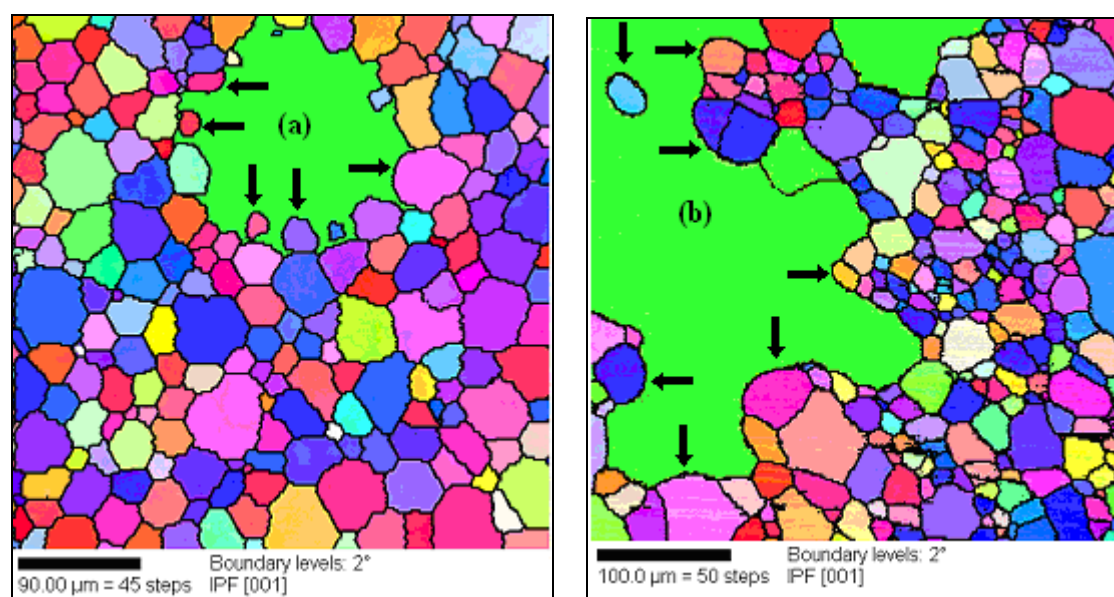 (a)
Boundary levels: 2°
90.00 µm = 45 steps IPF [001]
(b)
Boundary levels: 2°
100.0 µm = 50 steps IPF [001]